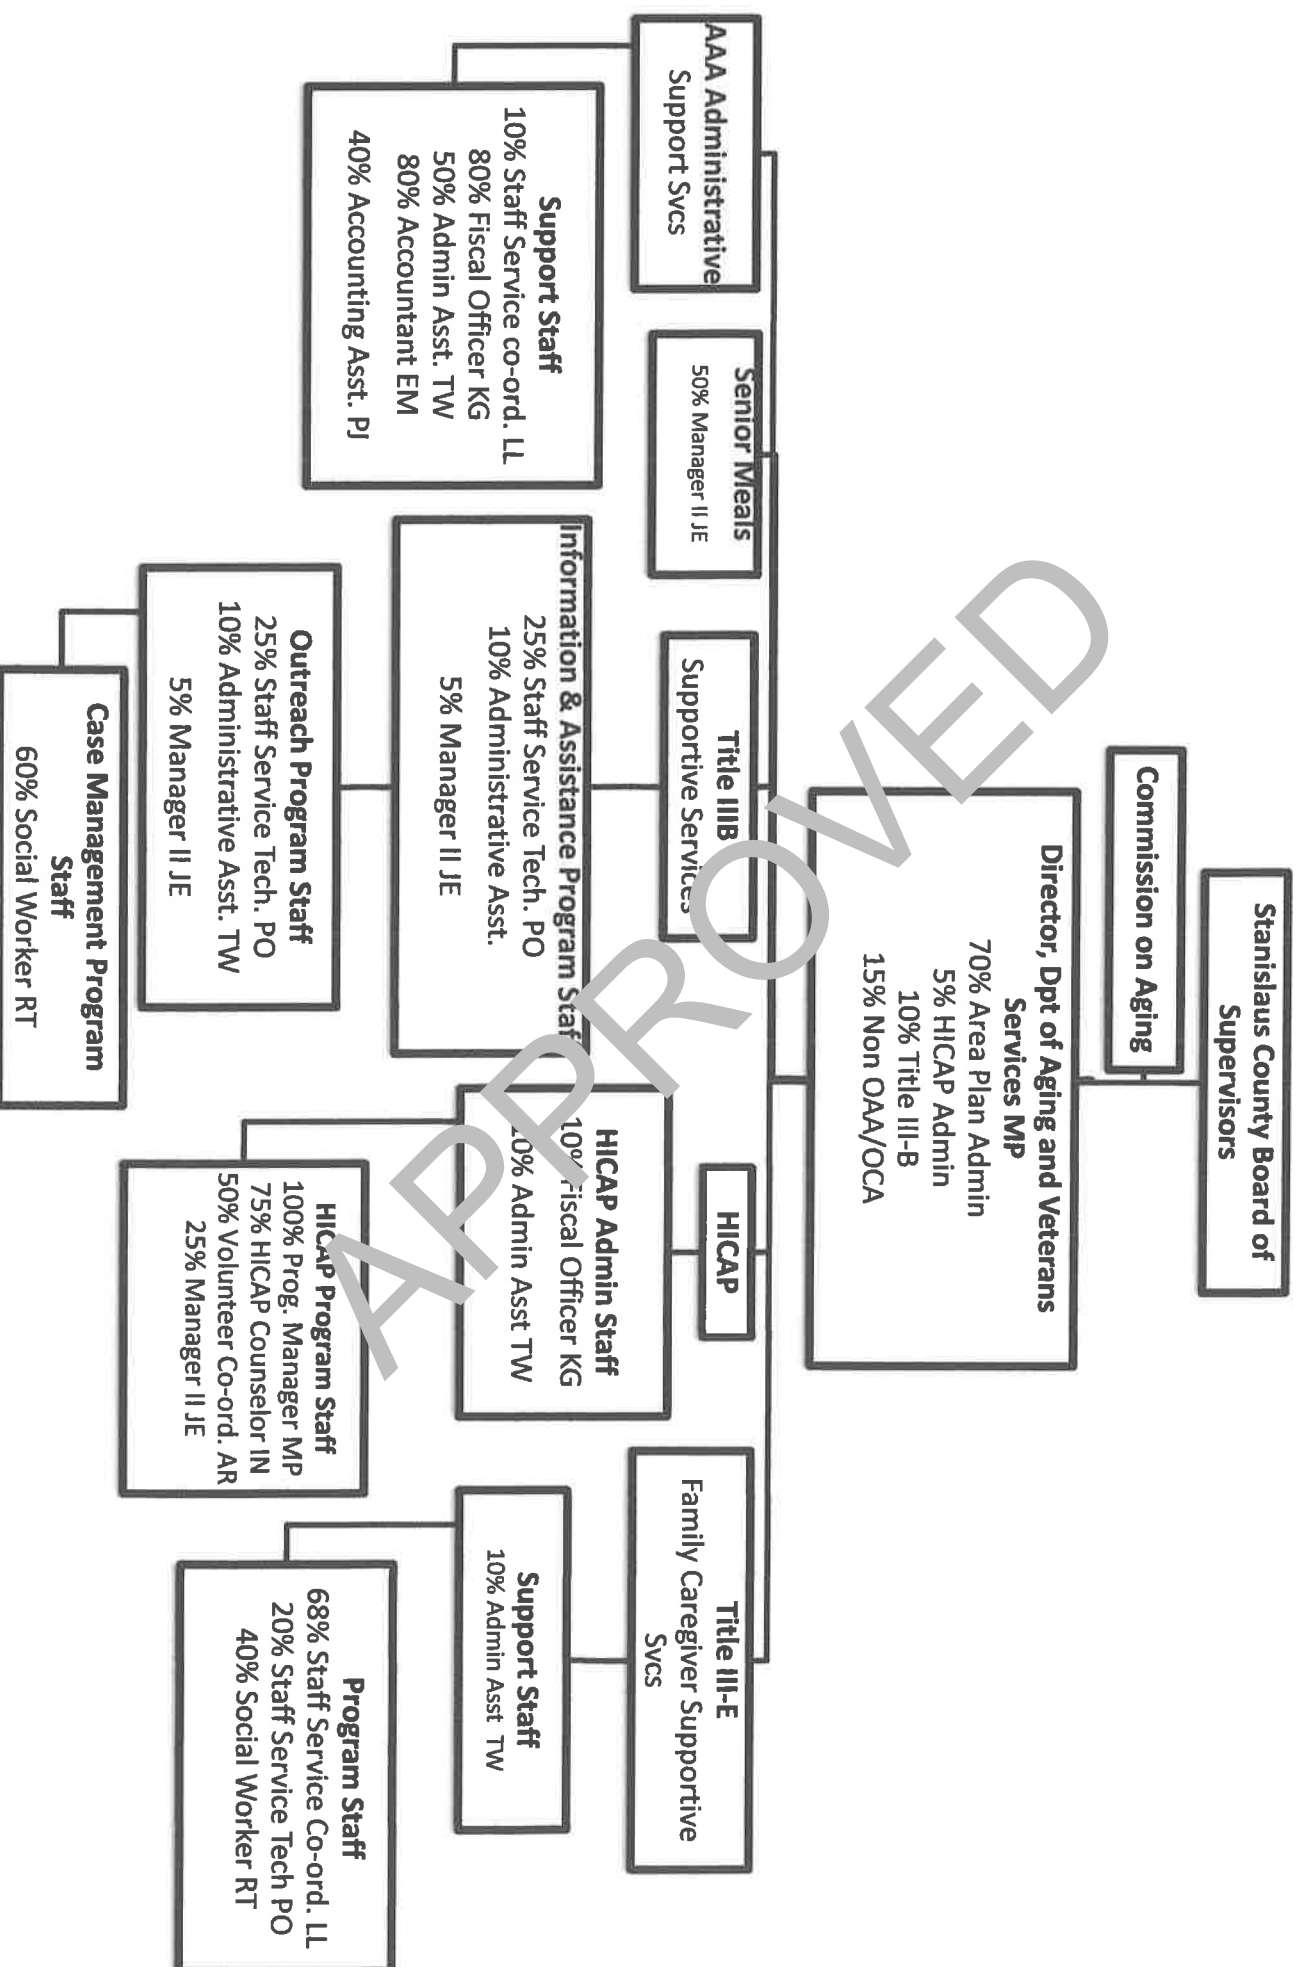 Stanislaus County Board of
Supervisors
Commission on Aging
Director, Dpt of Aging and Veterans
Services MP
70% Area Plan Admin
5% HICAP Admin
10% Title III-B
15% Non OAA/OCA
AAA Administrative
Support Svcs
Support Staff
10% Staff Service co-ord. LL
80% Fiscal Officer KG
50% Admin Asst. TW
80% Accountant EM
40% Accounting Asst. PJ
Senior Meals
50% Manager II JE
Title IIIB
Supportive Services
Information & Assistance Program Staff
25% Staff Service Tech. PO
10% Administrative Asst.
5% Manager II JE
Outreach Program Staff
25% Staff Service Tech. PO
10% Administrative Asst. TW
5% Manager II JE
Case Management Program
Staff
60% Social Worker RT
HICAP
HICAP Admin Staff
10% Fiscal Officer KG
10% Admin Asst TW
HICAP Program Staff
100% Prog. Manager MP
75% HICAP Counselor IN
50% Volunteer Co-ord. AR
25% Manager II JE
Title III-E
Family Caregiver Supportive
Svcs
Support Staff
10% Admin Asst TW
Program Staff
68% Staff Service Co-ord. LL
20% Staff Service Tech PO
40% Social Worker RT
APPROVED